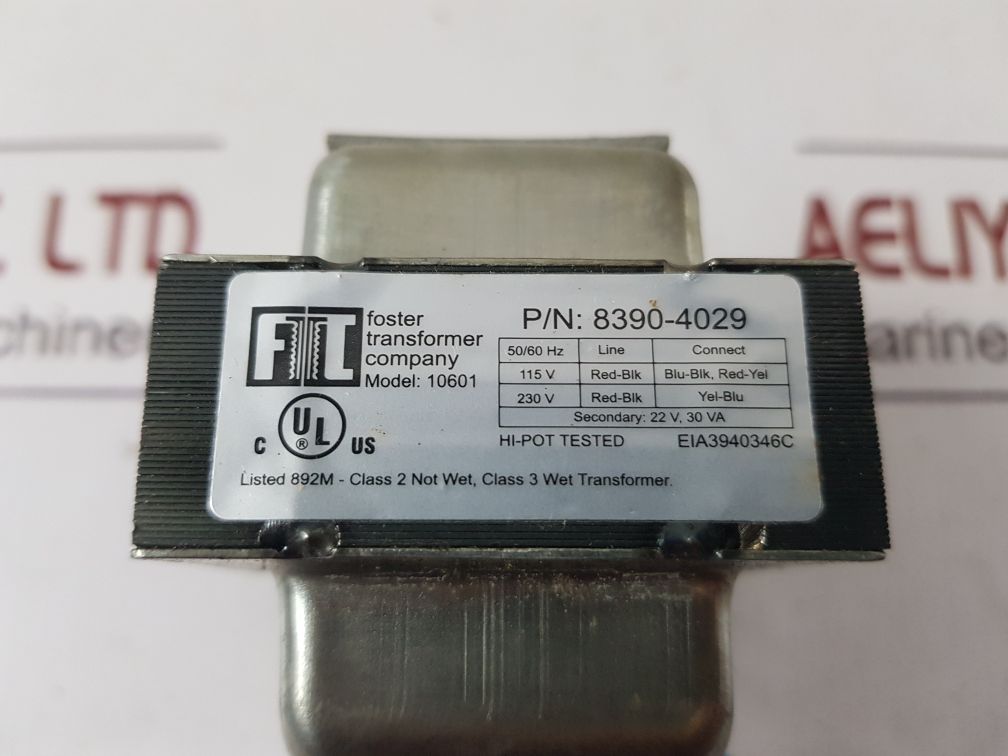 LTD
AELIY
chine
arine
FTC
foster
transformer
company
Model: 10601
P/N: 8390-4029
50/60 Hz Line Connect
115 V Red-Blk Blu-Blk, Red-Yel
230 V Red-Blk Yel-Blu
Secondary: 22 V, 30 VA
HI-POT TESTED EIA3940346C
C UL ® US
Listed 892M - Class 2 Not Wet, Class 3 Wet Transformer.